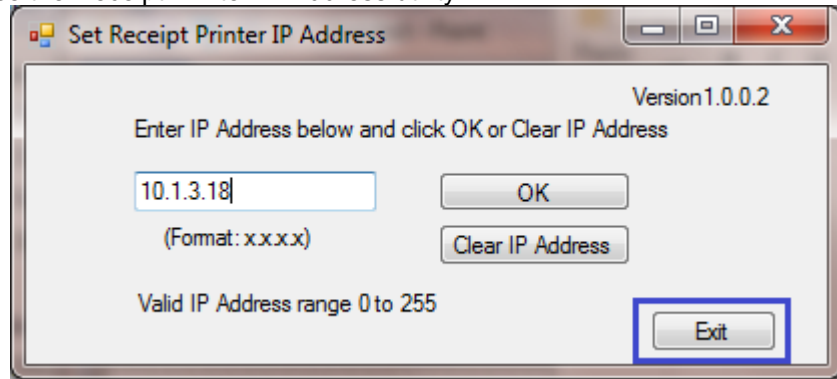 Set Receipt Printer IP Address
Version1.0.0.2
Enter IP Address below and click OK or Clear IP Address
10.1.3.18
OK
(Format: x.x.x.x)
Clear IP Address
Valid IP Address range 0 to 255
Exit